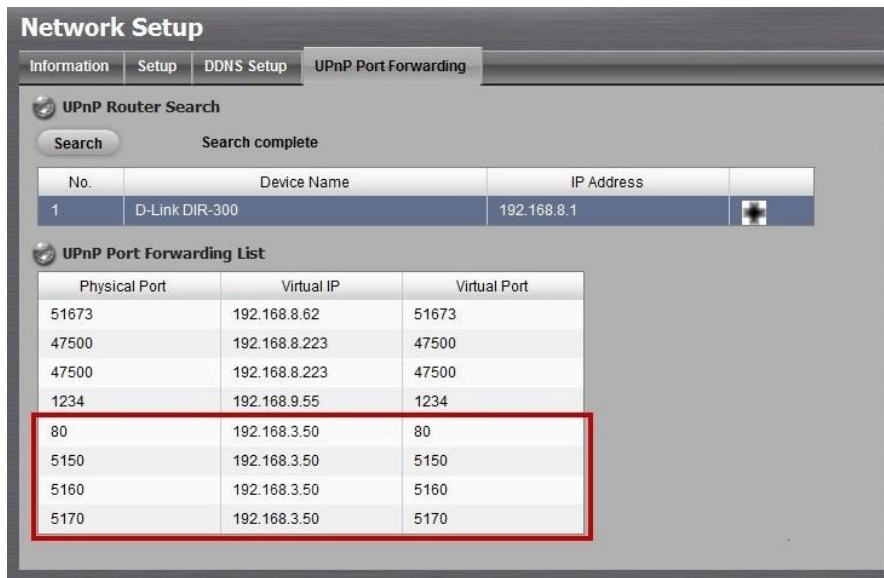 Network Setup
Information Setup DDNS Setup UPnP Port Forwarding
UPnP Router Search
Search Search complete
No. Device Name IP Address
1 D-Link DIR-300 192.168.8.1
UPnP Port Forwarding List
Physical Port Virtual IP Virtual Port
51673 192.168.8.62 51673
47500 192.168.8.223 47500
47500 192.168.8.223 47500
1234 192.168.9.55 1234
80 192.168.3.50 80
5150 192.168.3.50 5150
5160 192.168.3.50 5160
5170 192.168.3.50 5170